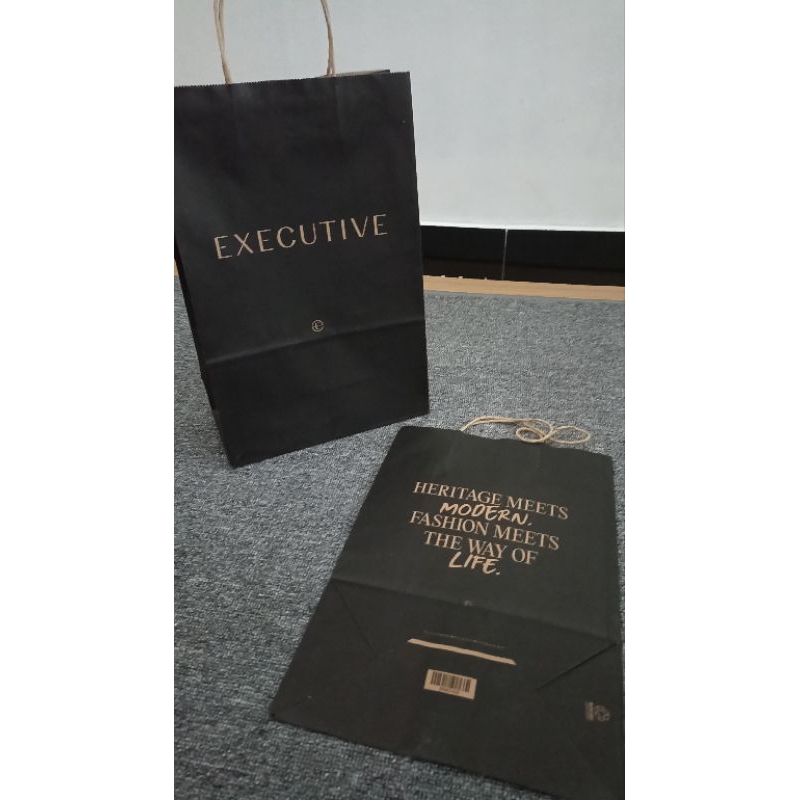 EXECUTIVE
HERITAGE MEETS
MODERN.
FASHION MEETS
THE WAY OF
LIFE.